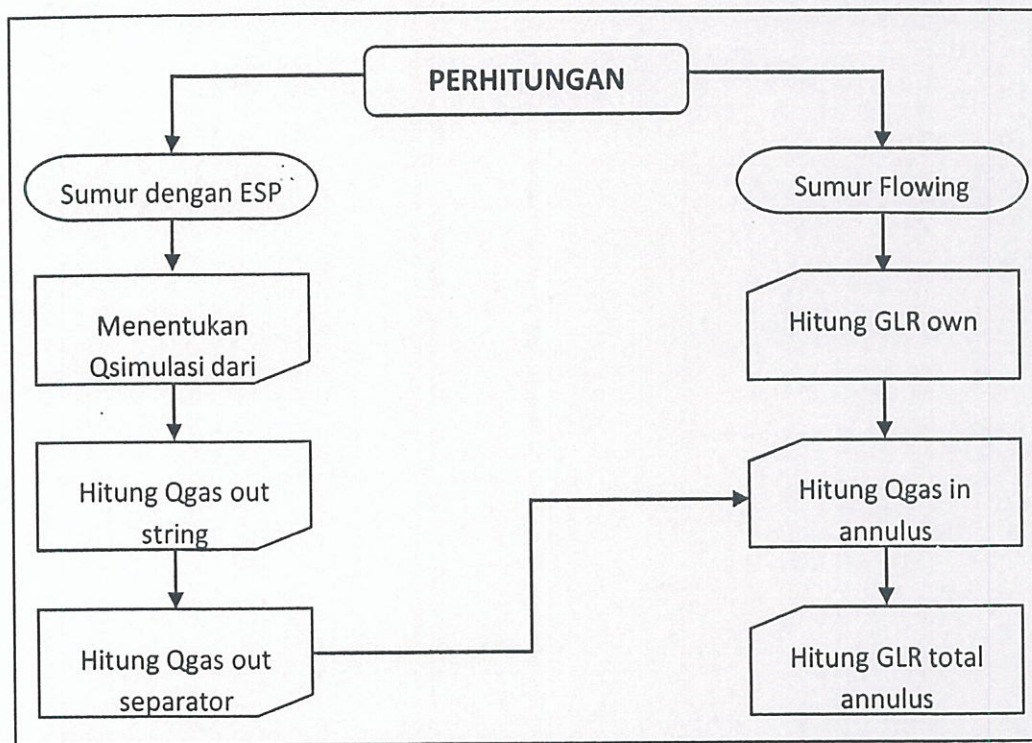 PERHITUNGAN
Sumur dengan ESP
Menentukan
Qsimulasi dari
Hitung Qgas out
string
Hitung Qgas out
separator
Sumur Flowing
Hitung GLR own
Hitung Qgas in
annulus
Hitung GLR total
annulus